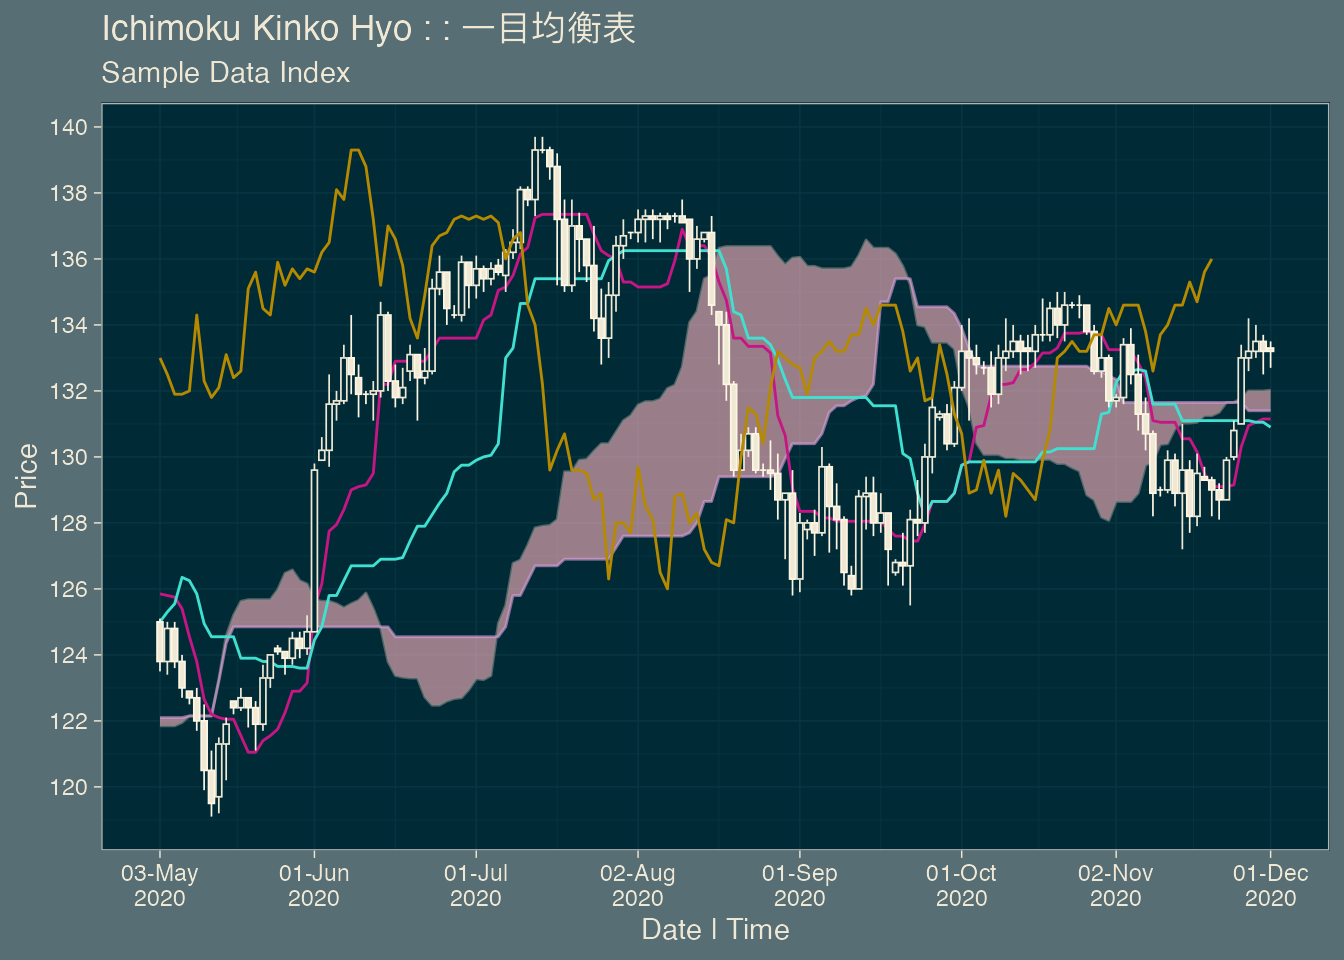 Ichimoku Kinko Hyo : : 一目均衡表
Sample Data Index
140
138
136
134
132
130
128
126
124
122
120
Price
03-May 2020
01-Jun 2020
01-Jul 2020
02-Aug 2020
01-Sep 2020
01-Oct 2020
02-Nov 2020
01-Dec 2020
Date | Time